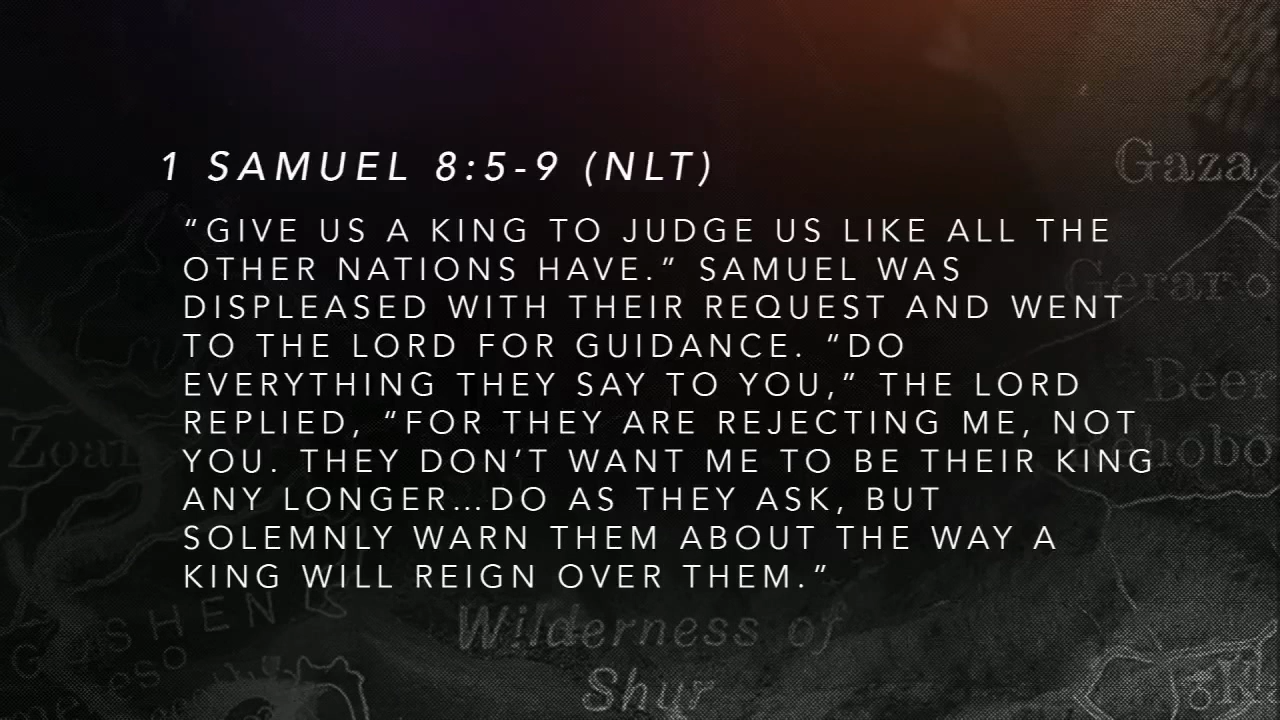 1 SAMUEL 8:5-9 (NLT)
“GIVE US A KING TO JUDGE US LIKE ALL THE
OTHER NATIONS HAVE.” SAMUEL WAS
DISPLEASED WITH THEIR REQUEST AND WENT
TO THE LORD FOR GUIDANCE. “DO
EVERYTHING THEY SAY TO YOU,” THE LORD
REPLIED, “FOR THEY ARE REJECTING ME, NOT
YOU. THEY DON’T WANT ME TO BE THEIR KING
ANY LONGER…DO AS THEY ASK, BUT
SOLEMNLY WARN THEM ABOUT THE WAY A
KING WILL REIGN OVER THEM.”
Gaza
Gerar
Beer
Zoan
Wilderness of
Shur